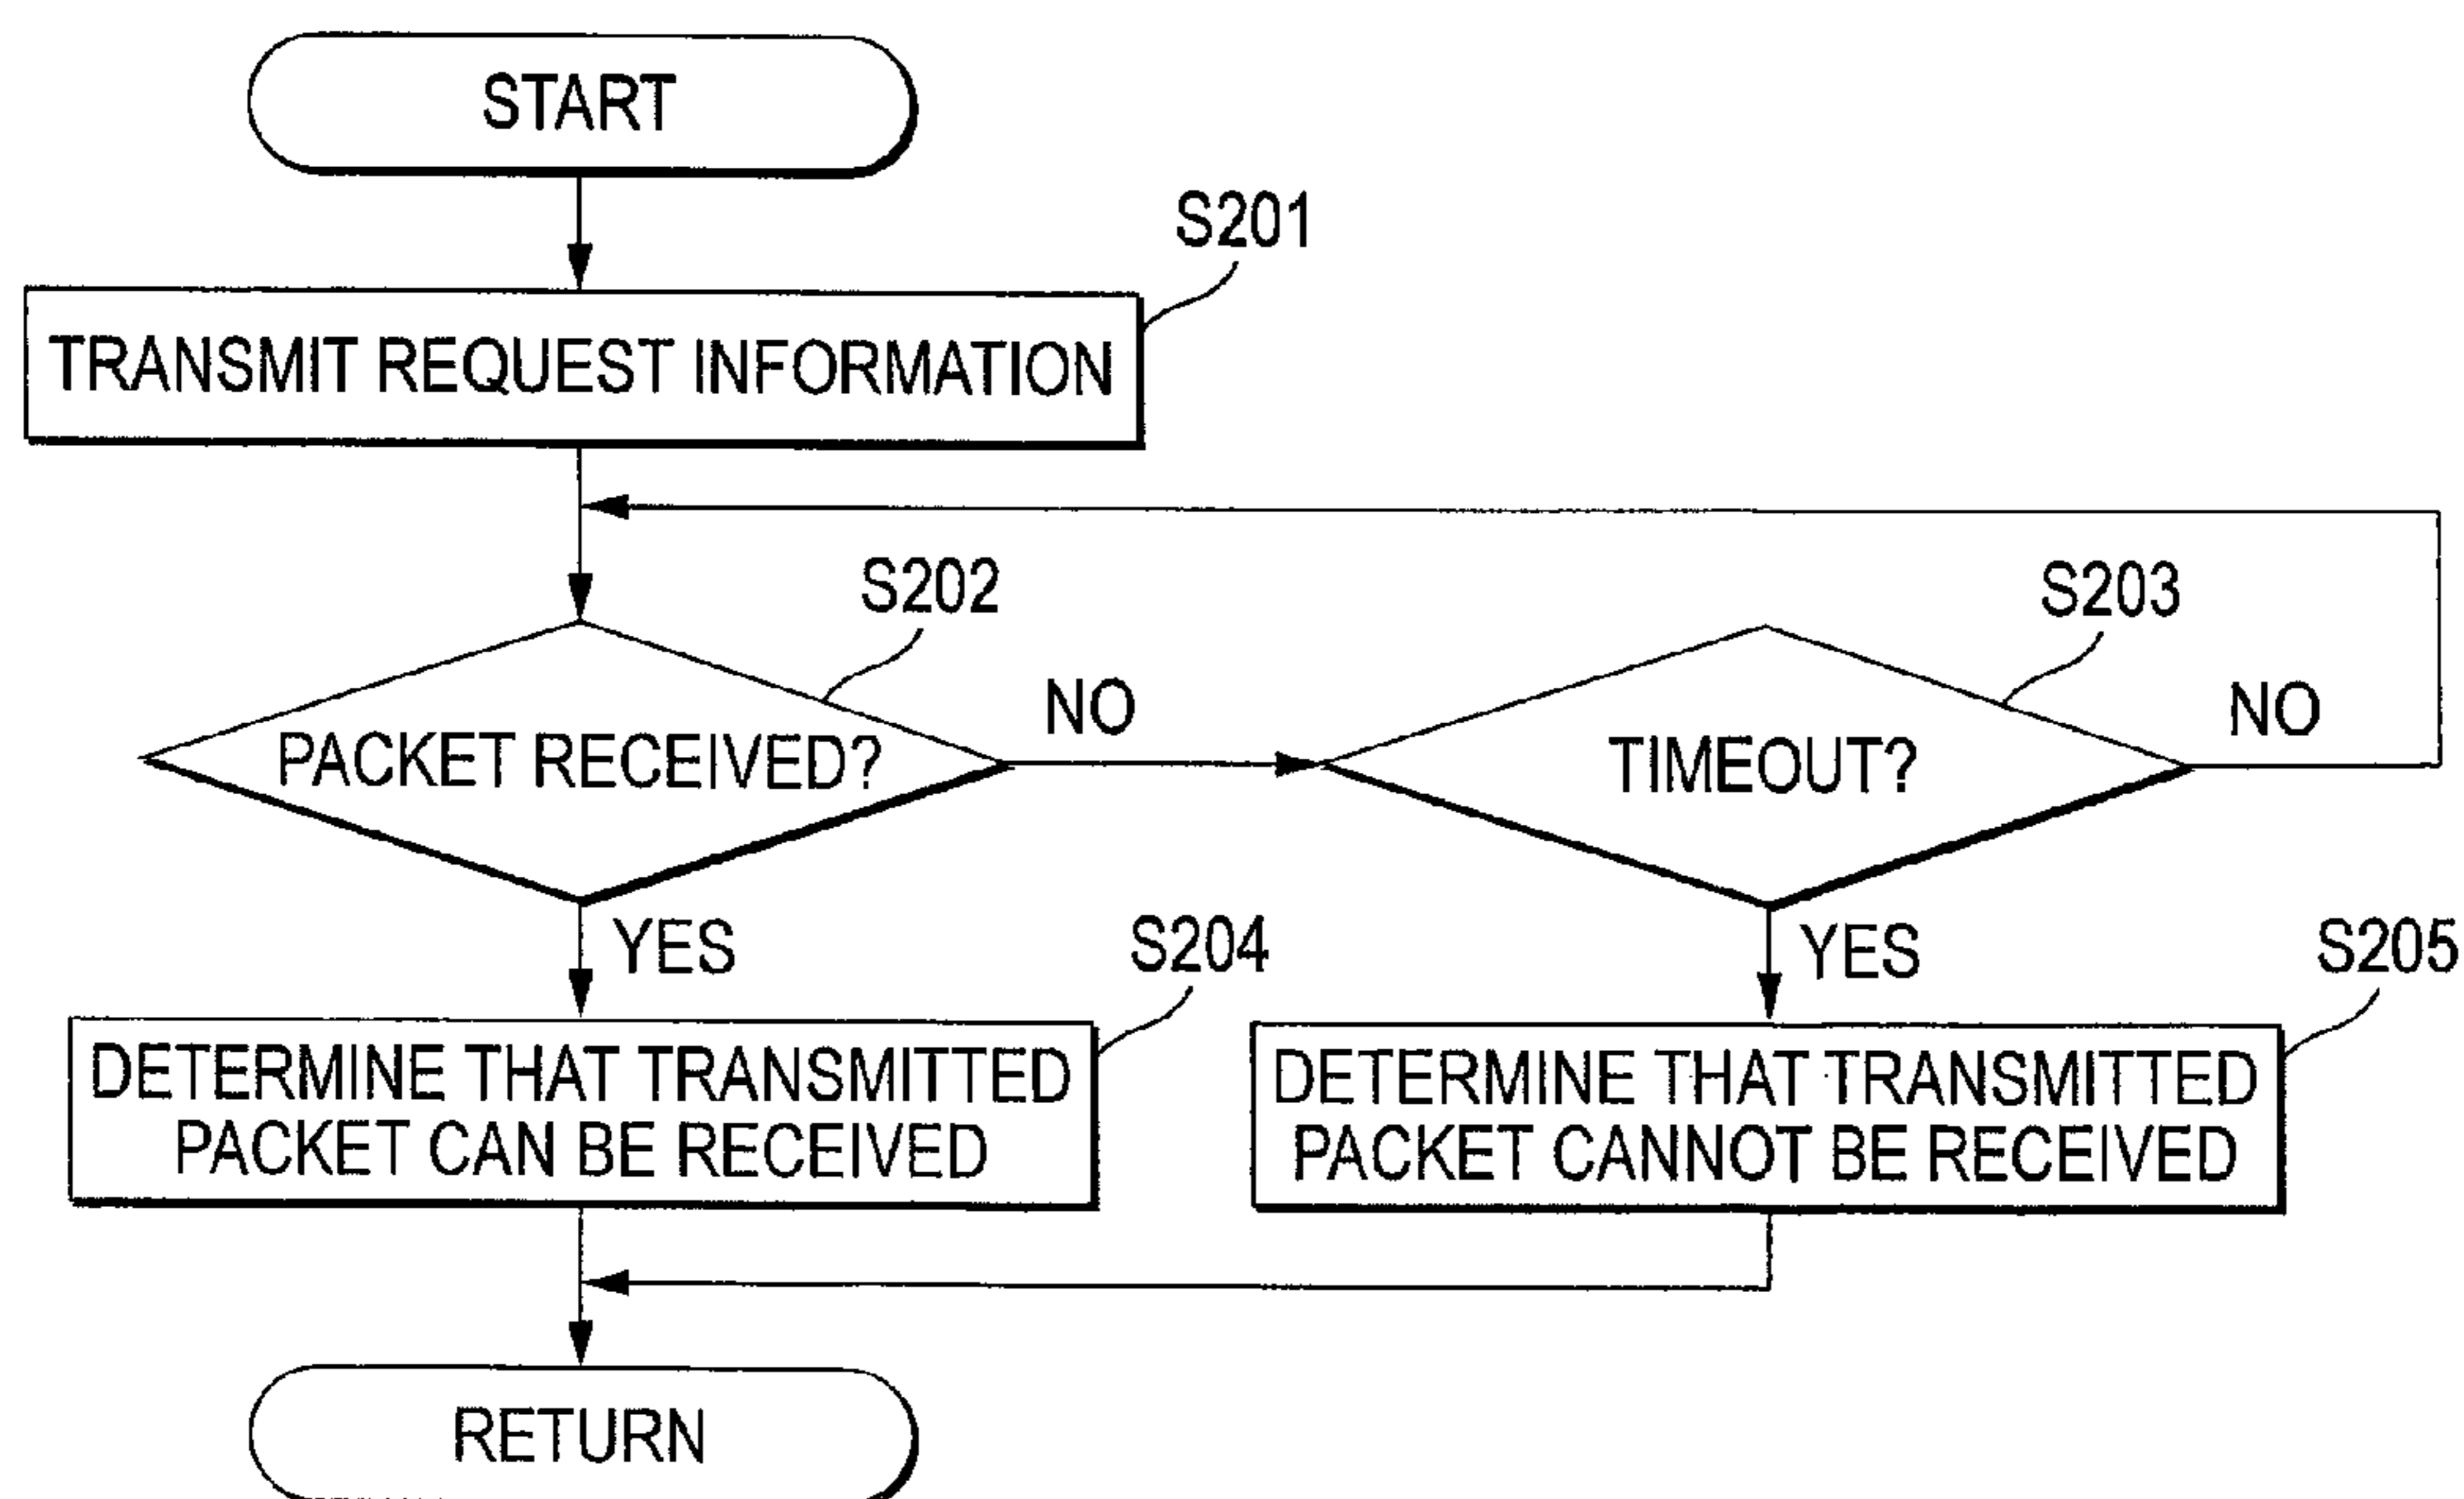 START
S201
TRANSMIT REQUEST INFORMATION
S202
S203
PACKET RECEIVED?
NO
TIMEOUT?
NO
YES
S204
YES
S205
DETERMINE THAT TRANSMITTED
PACKET CAN BE RECEIVED
DETERMINE THAT TRANSMITTED
PACKET CANNOT BE RECEIVED
RETURN